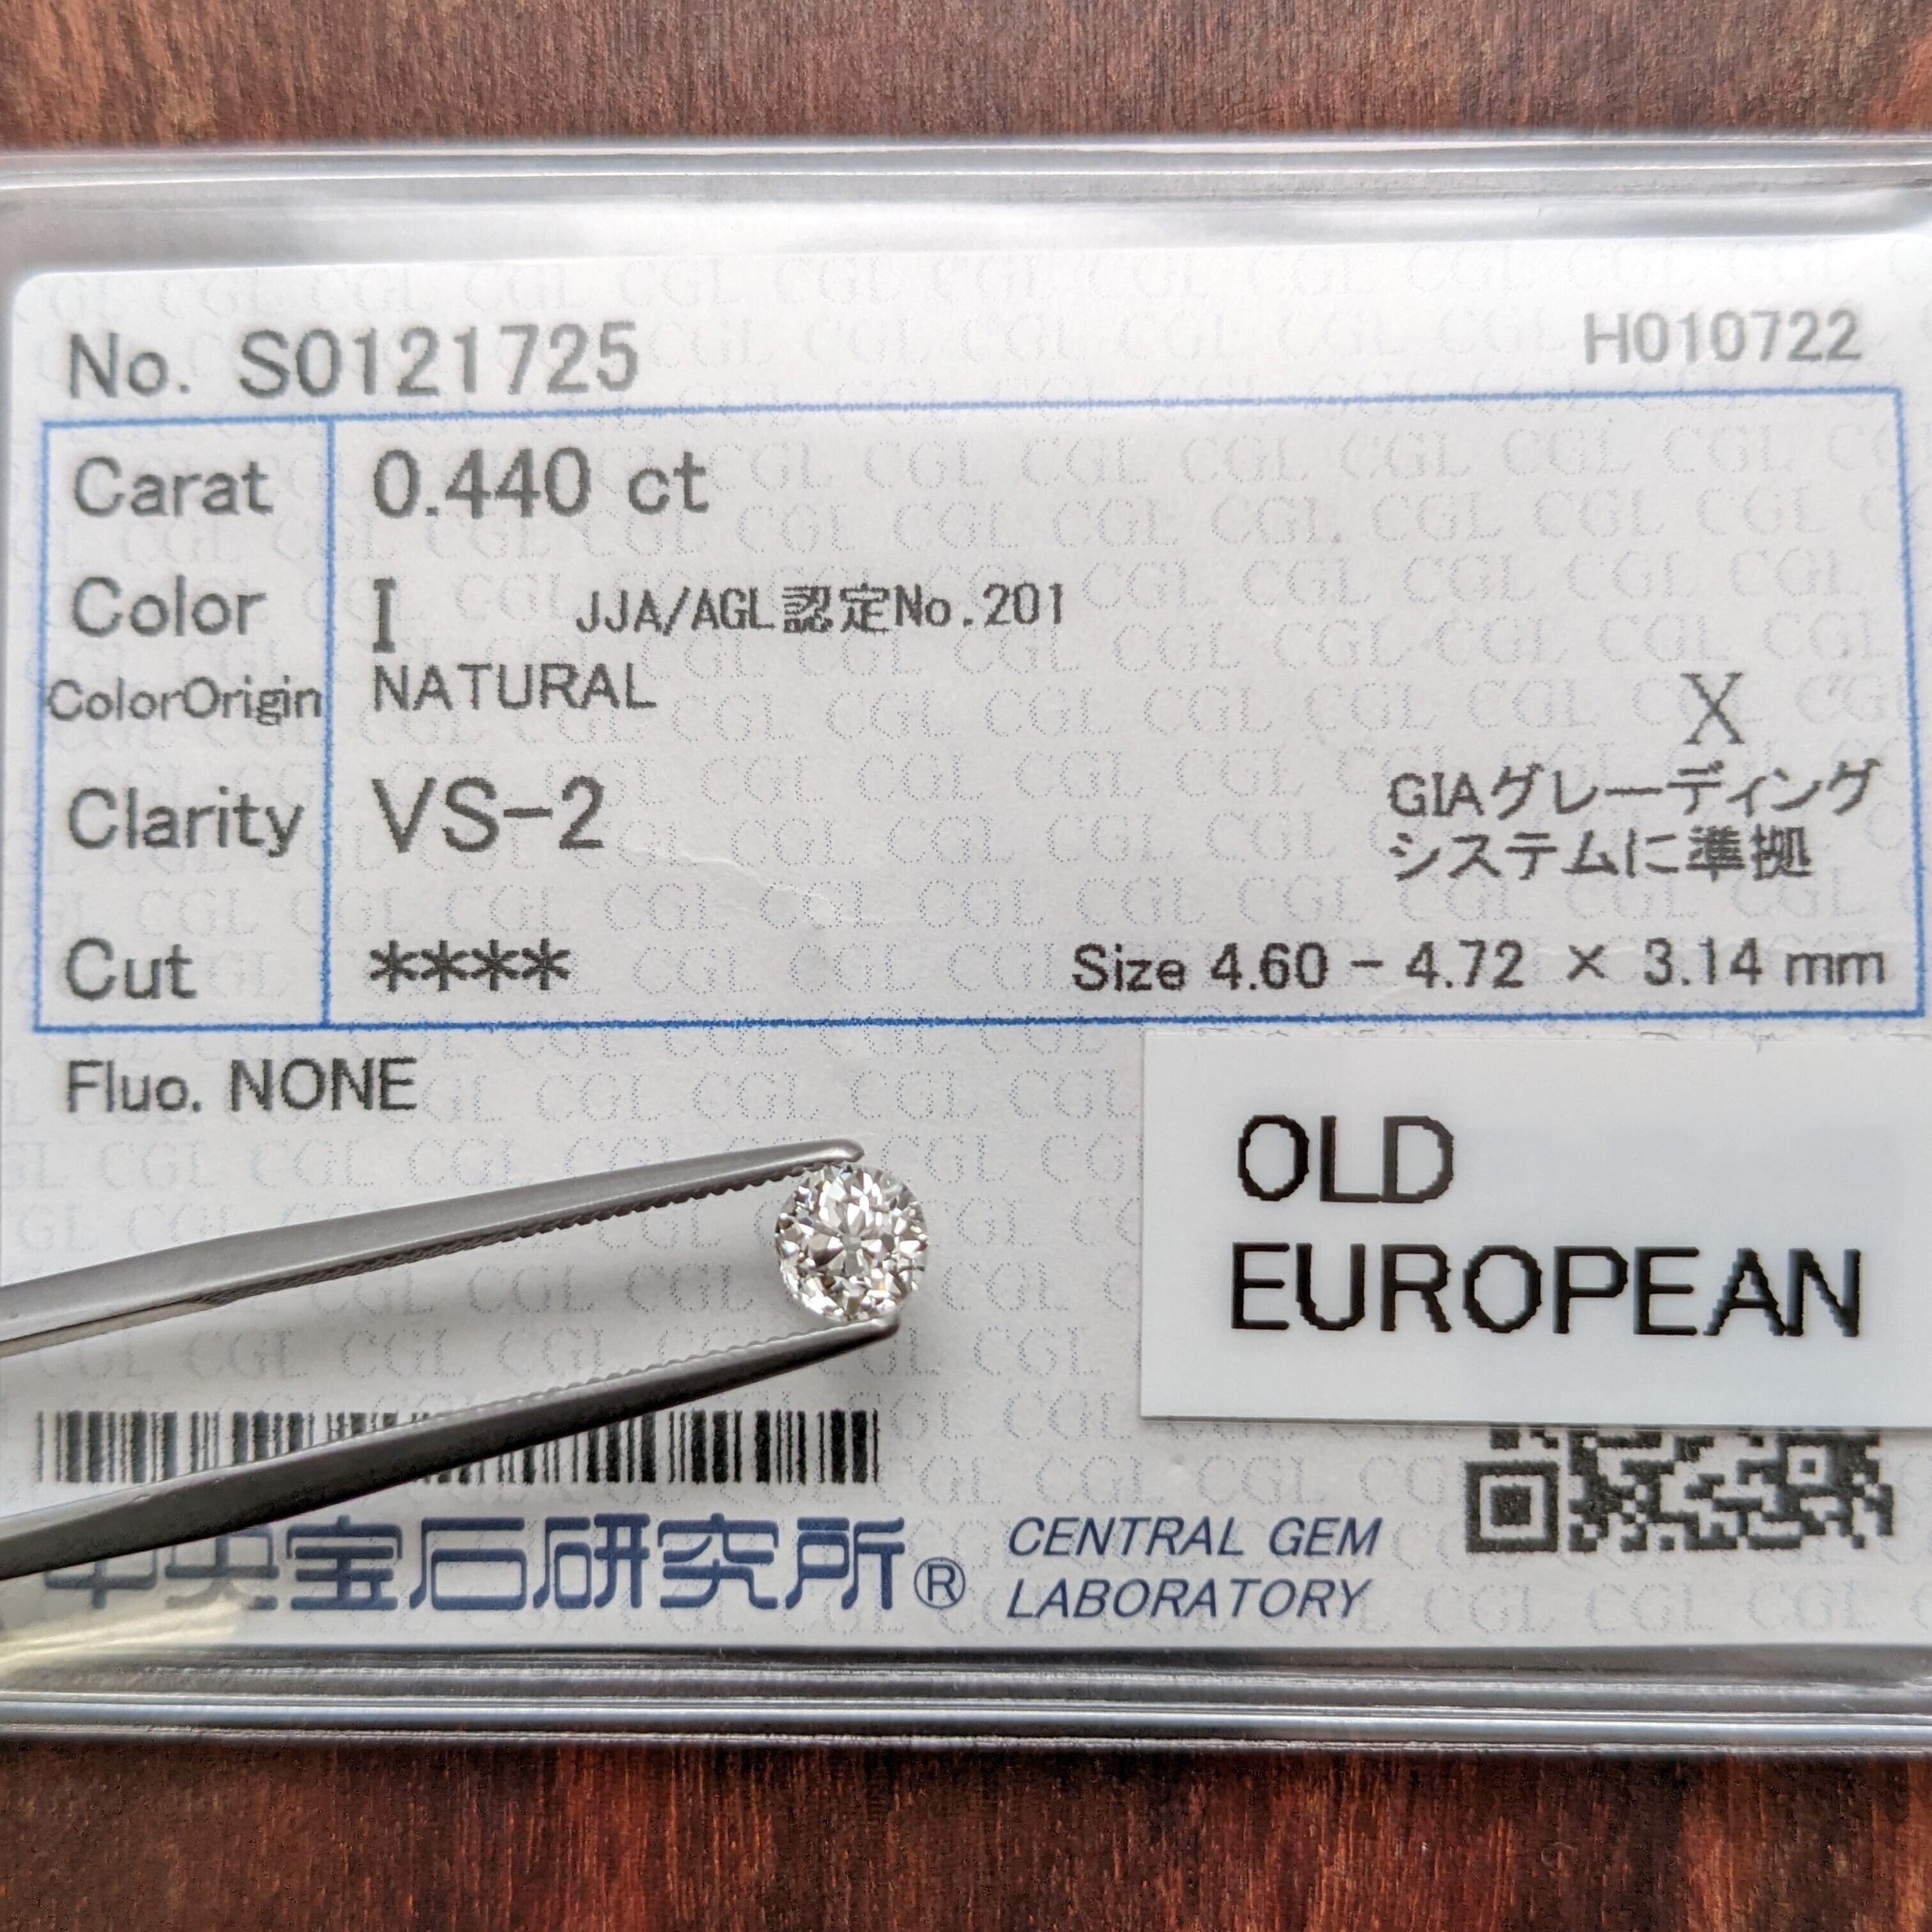 No. S0121725
H010722
Carat 0.440 ct
Color I JJA/AGL認定No.201
ColorOrigin NATURAL
X
Clarity VS-2
GIAグレーディング
システムに準拠
Cut ****
Size 4.60 - 4.72 × 3.14 mm
Fluo. NONE
OLD
EUROPEAN
中央宝石研究所®
CENTRAL GEM
LABORATORY